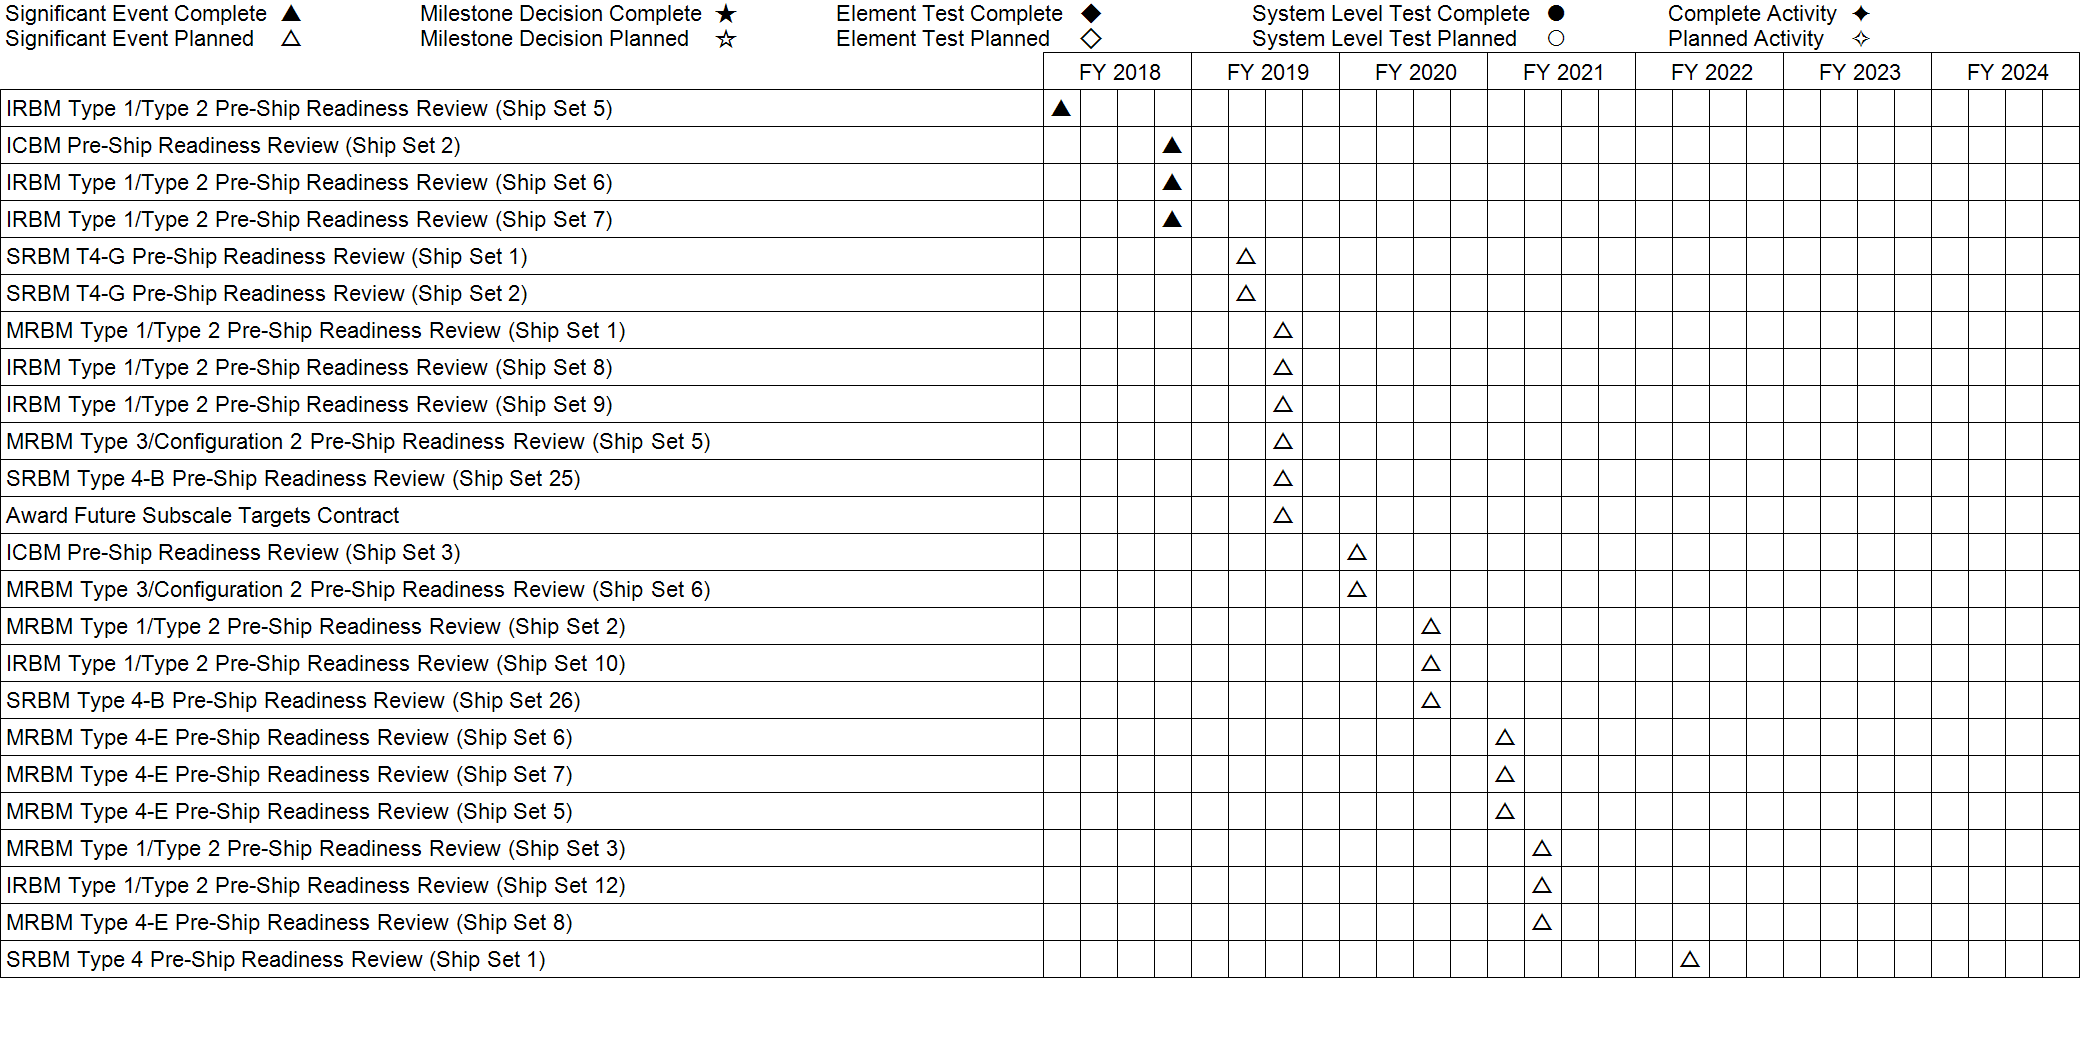 Significant Event Complete ▲ Milestone Decision Complete ★ Element Test Complete ◆ System Level Test Complete ● Complete Activity ✦
Significant Event Planned △ Milestone Decision Planned ☆ Element Test Planned ◇ System Level Test Planned ○ Planned Activity ✧
FY 2018 FY 2019 FY 2020 FY 2021 FY 2022 FY 2023 FY 2024
IRBM Type 1/Type 2 Pre-Ship Readiness Review (Ship Set 5) ▲
ICBM Pre-Ship Readiness Review (Ship Set 2) ▲
IRBM Type 1/Type 2 Pre-Ship Readiness Review (Ship Set 6) ▲
IRBM Type 1/Type 2 Pre-Ship Readiness Review (Ship Set 7) ▲
SRBM T4-G Pre-Ship Readiness Review (Ship Set 1) △
SRBM T4-G Pre-Ship Readiness Review (Ship Set 2) △
MRBM Type 1/Type 2 Pre-Ship Readiness Review (Ship Set 1) △
IRBM Type 1/Type 2 Pre-Ship Readiness Review (Ship Set 8) △
IRBM Type 1/Type 2 Pre-Ship Readiness Review (Ship Set 9) △
MRBM Type 3/Configuration 2 Pre-Ship Readiness Review (Ship Set 5) △
SRBM Type 4-B Pre-Ship Readiness Review (Ship Set 25) △
Award Future Subscale Targets Contract △
ICBM Pre-Ship Readiness Review (Ship Set 3) △
MRBM Type 3/Configuration 2 Pre-Ship Readiness Review (Ship Set 6) △
MRBM Type 1/Type 2 Pre-Ship Readiness Review (Ship Set 2) △
IRBM Type 1/Type 2 Pre-Ship Readiness Review (Ship Set 10) △
SRBM Type 4-B Pre-Ship Readiness Review (Ship Set 26) △
MRBM Type 4-E Pre-Ship Readiness Review (Ship Set 6) △
MRBM Type 4-E Pre-Ship Readiness Review (Ship Set 7) △
MRBM Type 4-E Pre-Ship Readiness Review (Ship Set 5) △
MRBM Type 1/Type 2 Pre-Ship Readiness Review (Ship Set 3) △
IRBM Type 1/Type 2 Pre-Ship Readiness Review (Ship Set 12) △
MRBM Type 4-E Pre-Ship Readiness Review (Ship Set 8) △
SRBM Type 4 Pre-Ship Readiness Review (Ship Set 1) △